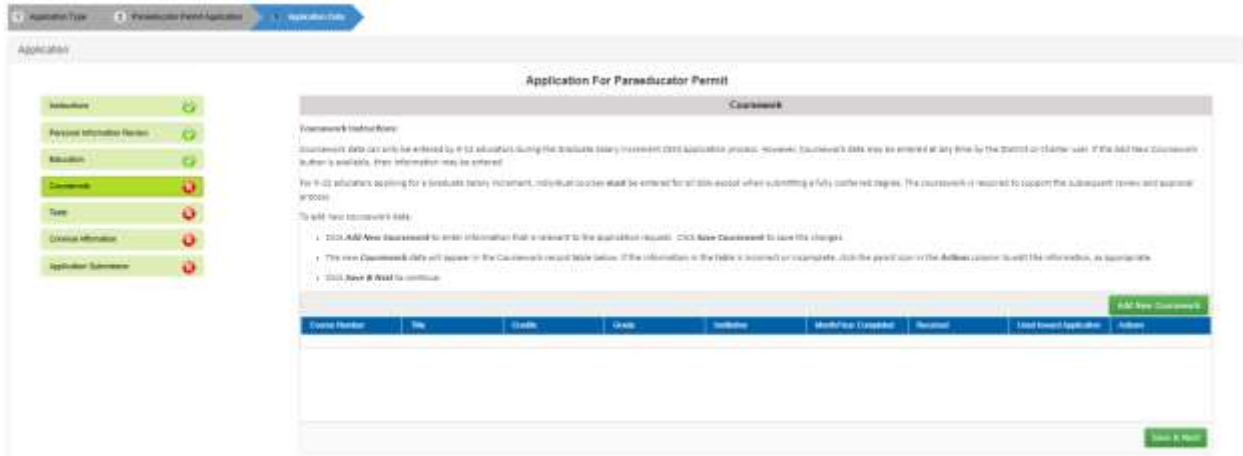 1 Application Type 2 Paraeducator Permit Application 3 Application Data
Application
Application For Paraeducator Permit
Instructions
Personal Information Review
Education
Coursework
Tests
Criminal Affirmation
Application Submission
Coursework
Coursework Instructions:
Coursework data can only be entered by P-12 educators during the Graduate Salary Increment (GSI) application process. However, Coursework data may be entered at any time by the District or Charter user. If the Add New Coursework
button is available, then information may be entered.
For P-12 educators applying for a Graduate Salary Increment, individual courses must be entered for all GSIs except when submitting a fully conferred degree. The coursework is required to support the subsequent review and approval
process.
To add new coursework data:
• Click Add New Coursework to enter information that is relevant to the application request. Click Save Coursework to save the changes.
• The new Coursework data will appear in the Coursework record table below. If the information in the table is incorrect or incomplete, click the pencil icon in the Actions column to edit the information, as appropriate.
• Click Save & Next to continue.
Add New Coursework
Course Number Title Credits Grade Institution Month/Year Completed Received Used toward Application Actions
Save & Next